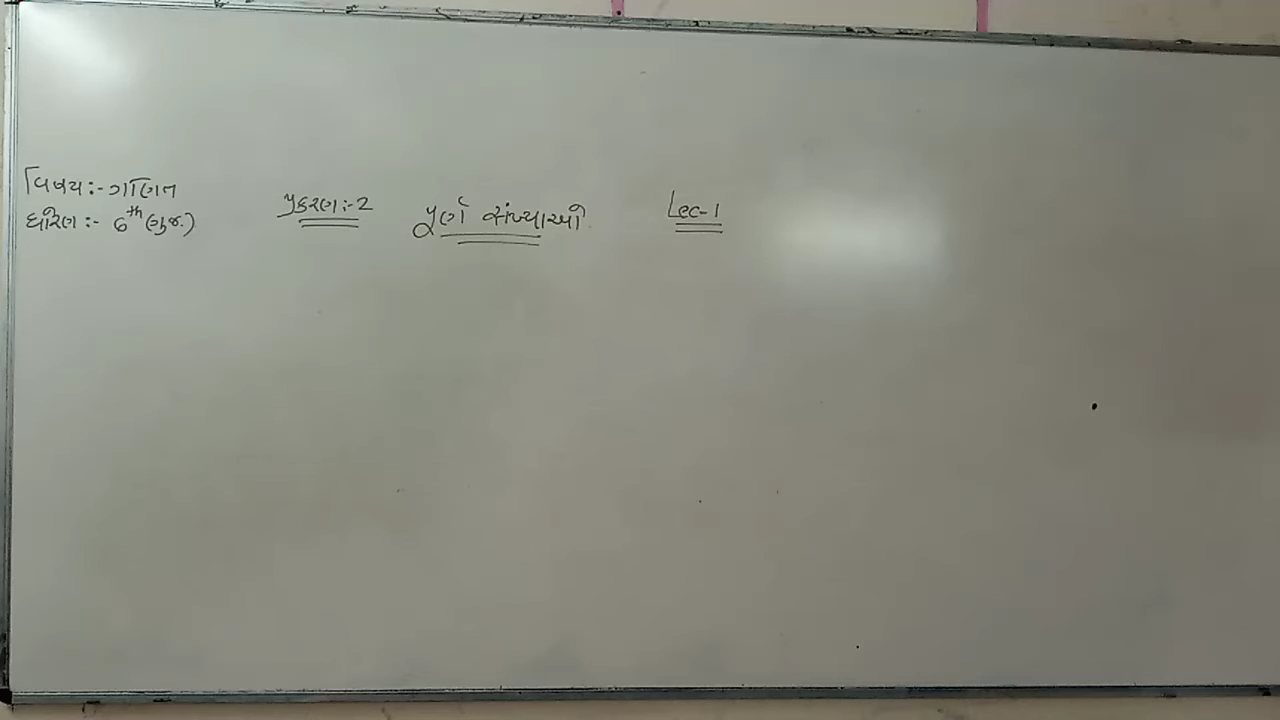 વિષય:- ગણિત
ધોરણ:- 6th (ગુજ.)
પ્રકરણ:-2
પુર્ણ સંખ્યાઓ
Lec-1